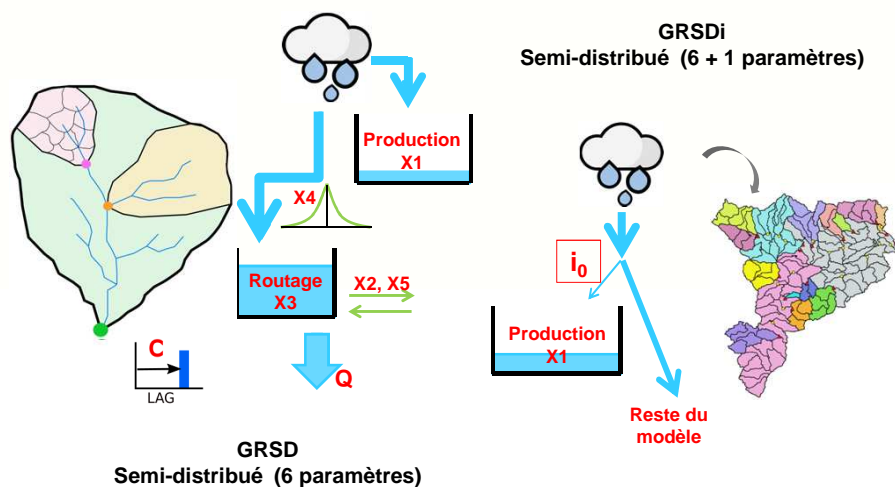 GRSDi
Semi-distribué (6 + 1 paramètres)
Production
X1
X4
Routage
X3
X2, X5
C
LAG
Q
i0
Production
X1
Reste du
modèle
GRSD
Semi-distribué (6 paramètres)